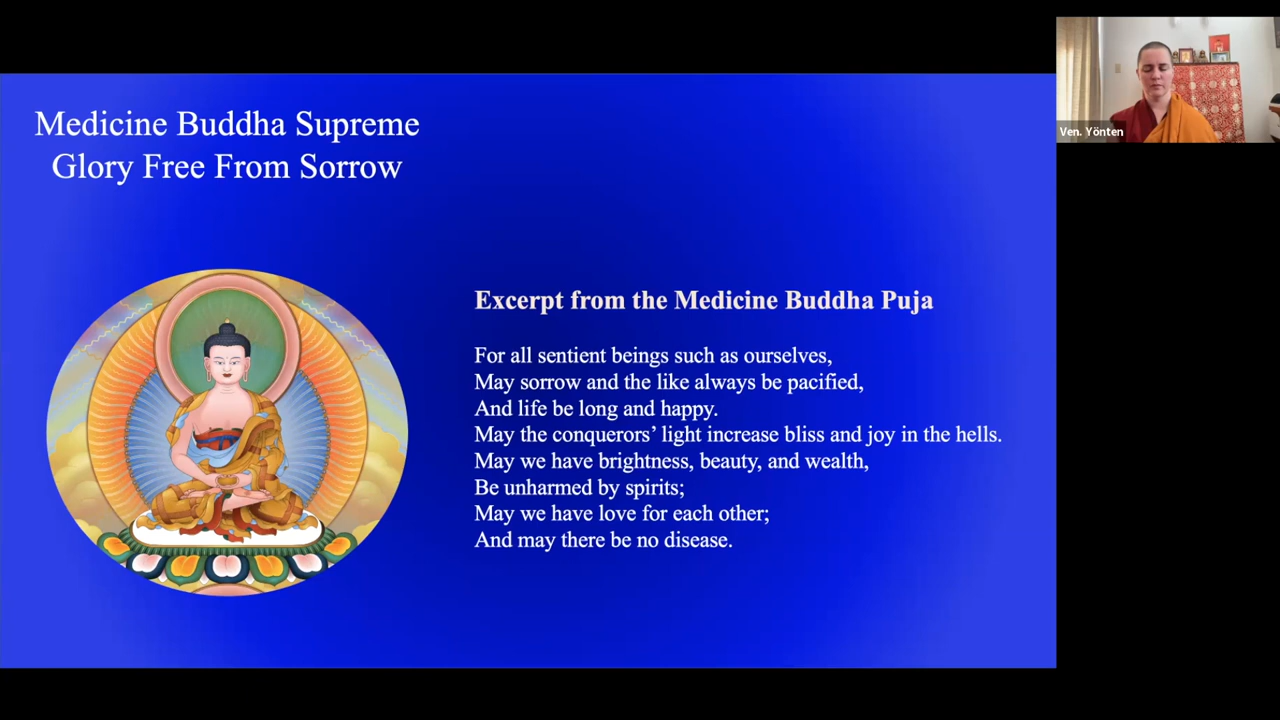 Medicine Buddha Supreme
Glory Free From Sorrow
Excerpt from the Medicine Buddha Puja
For all sentient beings such as ourselves,
May sorrow and the like always be pacified,
And life be long and happy.
May the conquerors’ light increase bliss and joy in the hells.
May we have brightness, beauty, and wealth,
Be unharmed by spirits;
May we have love for each other;
And may there be no disease.
Ven. Yönten